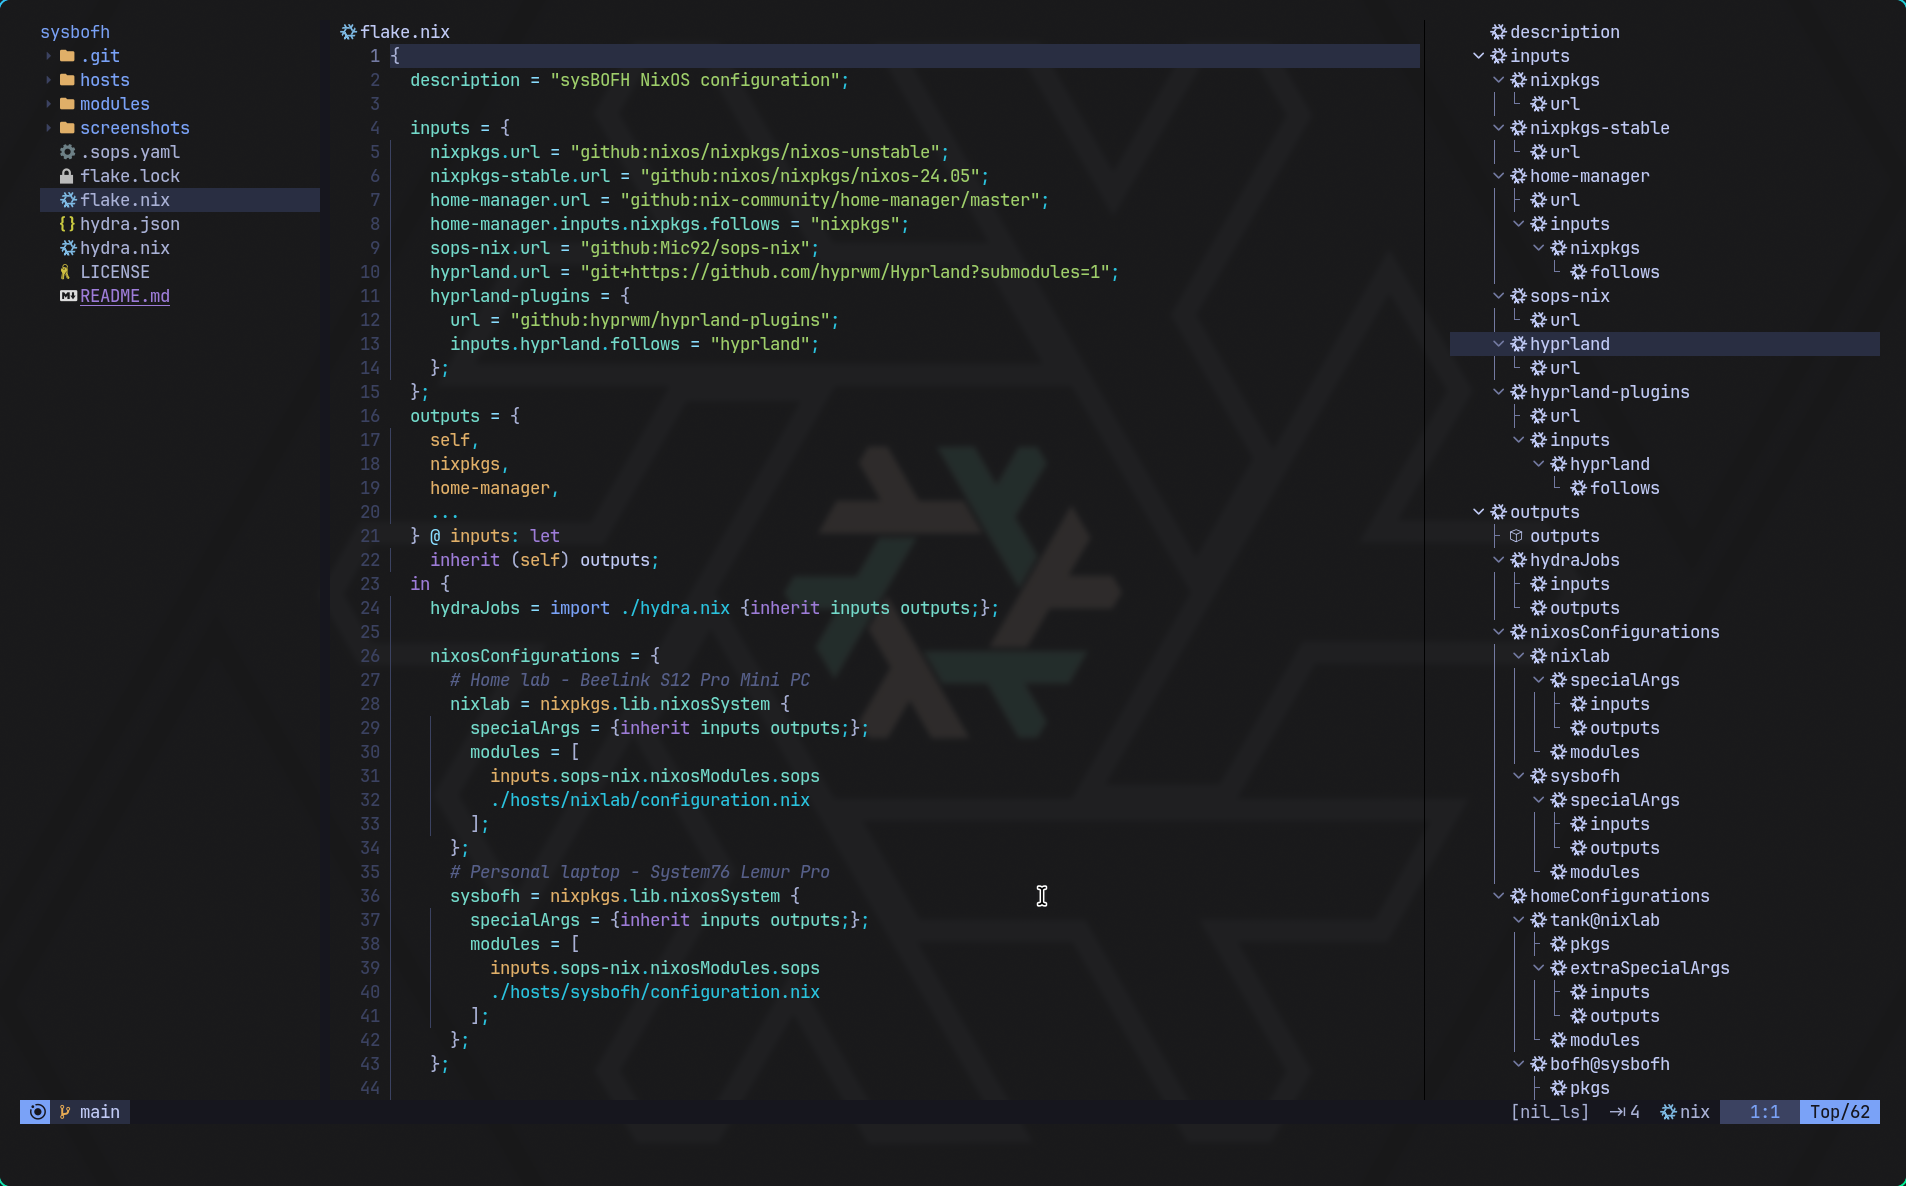 sysbofh
.git
hosts
modules
screenshots
.sops.yaml
flake.lock
flake.nix
hydra.json
hydra.nix
LICENSE
README.md
flake.nix
1 {
2   description = "sysBOFH NixOS configuration";
3
4   inputs = {
5     nixpkgs.url = "github:nixos/nixpkgs/nixos-unstable";
6     nixpkgs-stable.url = "github:nixos/nixpkgs/nixos-24.05";
7     home-manager.url = "github:nix-community/home-manager/master";
8     home-manager.inputs.nixpkgs.follows = "nixpkgs";
9     sops-nix.url = "github:Mic92/sops-nix";
10     hyprland.url = "git+https://github.com/hyprwm/Hyprland?submodules=1";
11     hyprland-plugins = {
12       url = "github:hyprwm/hyprland-plugins";
13       inputs.hyprland.follows = "hyprland";
14     };
15   };
16   outputs = {
17     self,
18     nixpkgs,
19     home-manager,
20     ...
21   } @ inputs: let
22     inherit (self) outputs;
23   in {
24     hydraJobs = import ./hydra.nix {inherit inputs outputs;};
25
26     nixosConfigurations = {
27       # Home lab - Beelink S12 Pro Mini PC
28       nixlab = nixpkgs.lib.nixosSystem {
29         specialArgs = {inherit inputs outputs;};
30         modules = [
31           inputs.sops-nix.nixosModules.sops
32           ./hosts/nixlab/configuration.nix
33         ];
34       };
35       # Personal laptop - System76 Lemur Pro
36       sysbofh = nixpkgs.lib.nixosSystem {
37         specialArgs = {inherit inputs outputs;};
38         modules = [
39           inputs.sops-nix.nixosModules.sops
40           ./hosts/sysbofh/configuration.nix
41         ];
42       };
43     };
44
description
inputs
nixpkgs
url
nixpkgs-stable
url
home-manager
url
inputs
nixpkgs
follows
sops-nix
url
hyprland
url
hyprland-plugins
url
inputs
hyprland
follows
outputs
outputs
hydraJobs
inputs
outputs
nixosConfigurations
nixlab
specialArgs
inputs
outputs
modules
sysbofh
specialArgs
inputs
outputs
modules
homeConfigurations
tank@nixlab
pkgs
extraSpecialArgs
inputs
outputs
modules
bofh@sysbofh
pkgs
main [nil_ls] 4 nix 1:1 Top/62